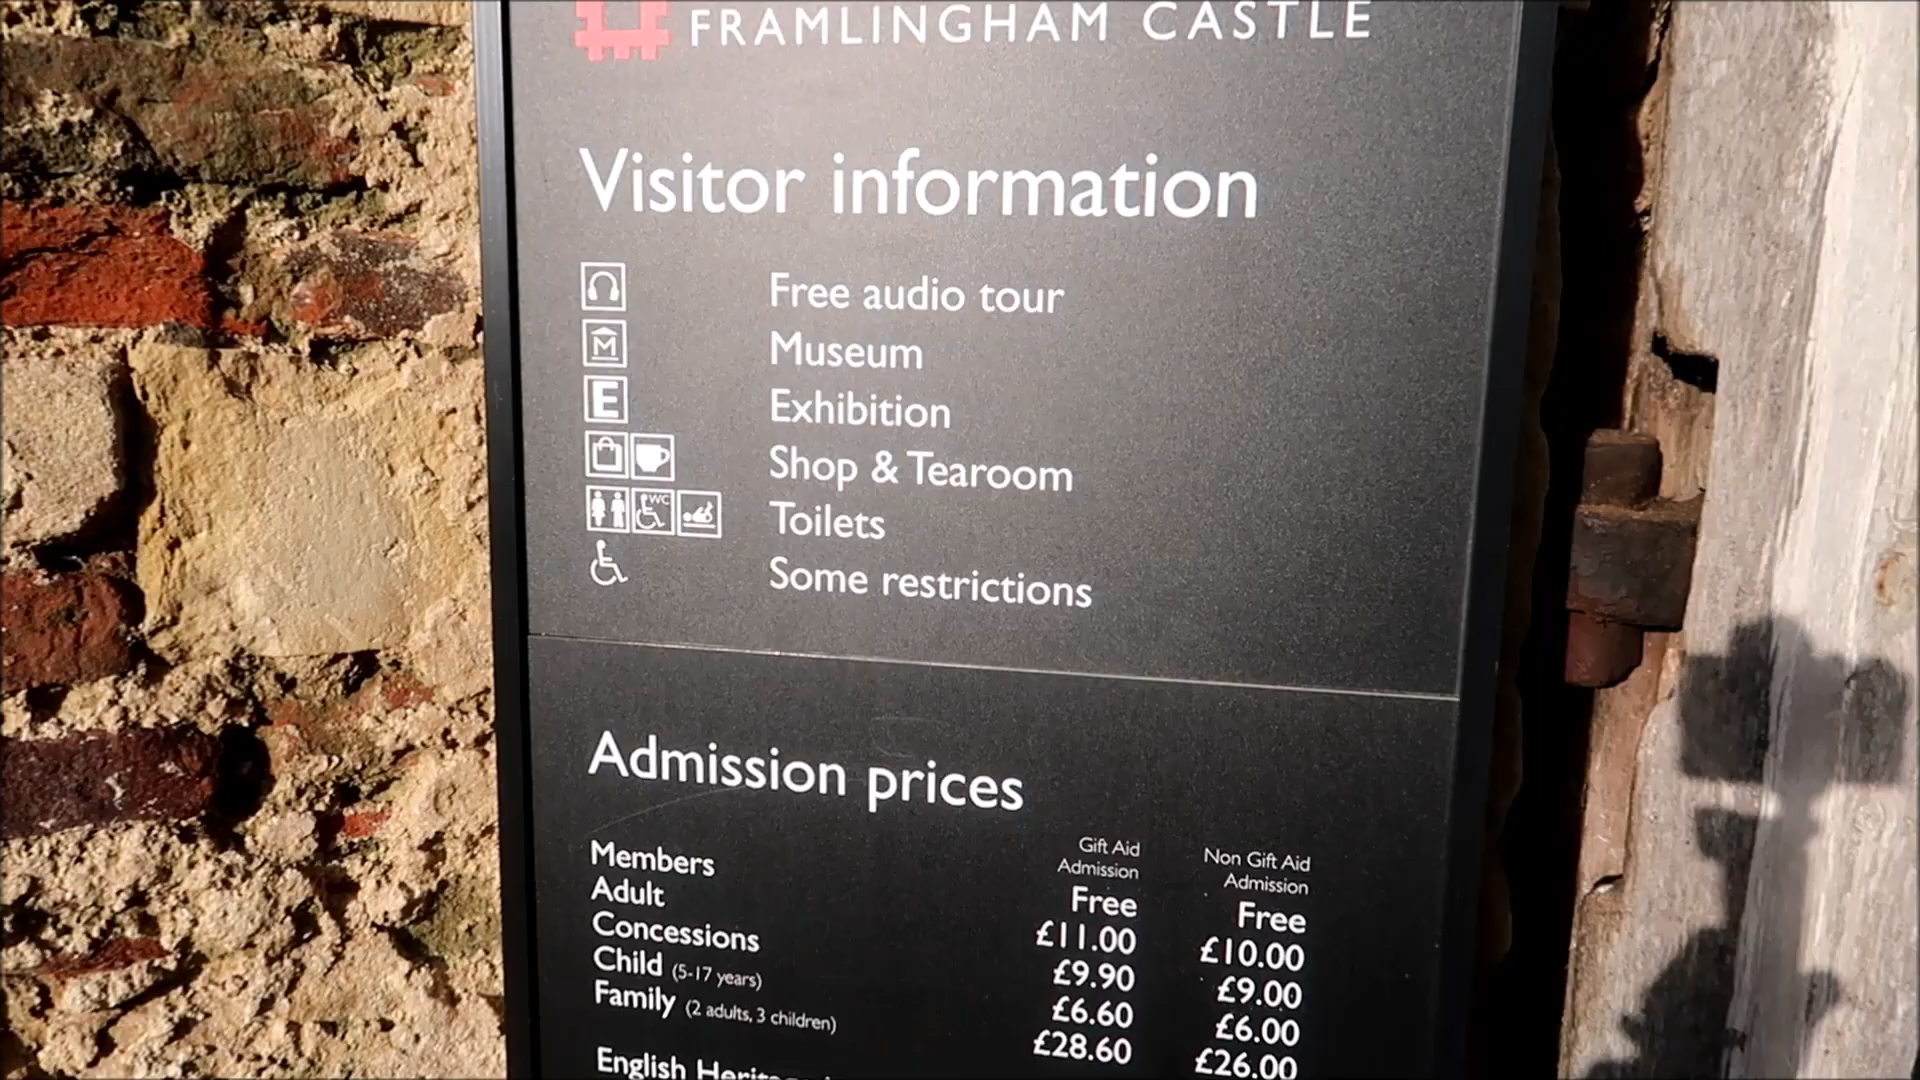 FRAMLINGHAM CASTLE
Visitor information
Free audio tour
M Museum
E Exhibition
Shop & Tearoom
WC Toilets
Some restrictions
Admission prices
Gift Aid Admission Non Gift Aid Admission
Members Free Free
Adult £11.00 £10.00
Concessions £9.90 £9.00
Child (5-17 years) £6.60 £6.00
Family (2 adults, 3 children) £28.60 £26.00
English